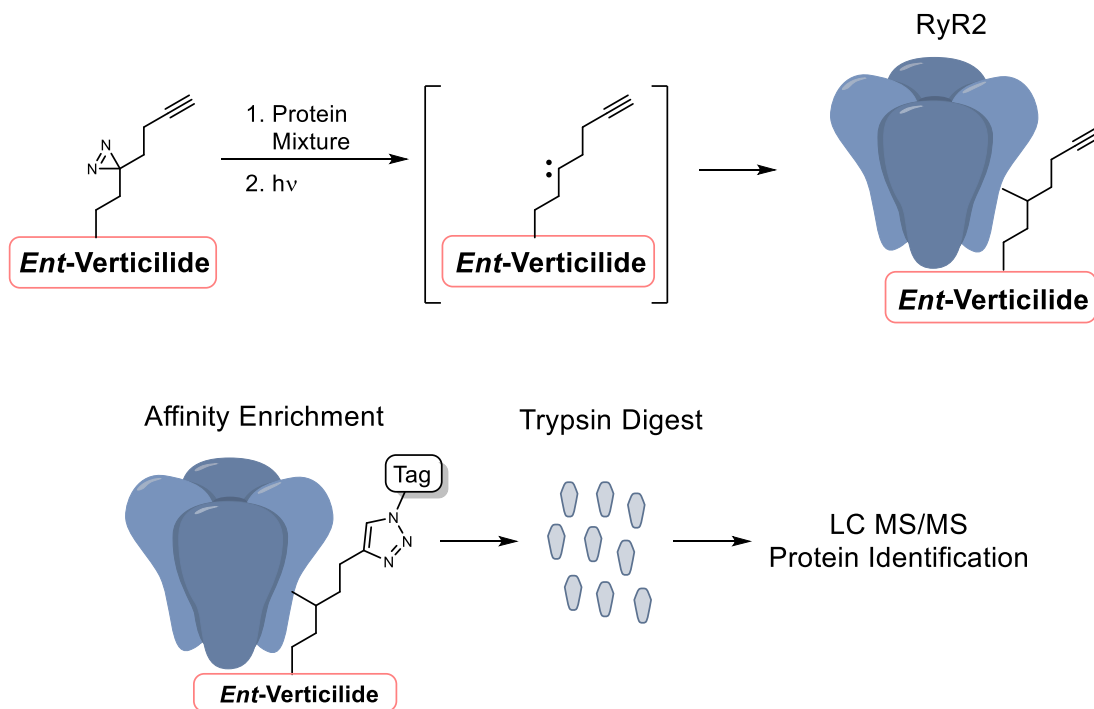 RyR2
N
N
1. Protein
Mixture
2. hν
Ent-Verticilide
Ent-Verticilide
Ent-Verticilide
Affinity Enrichment
Trypsin Digest
Tag
N
N
N
LC MS/MS
Protein Identification
Ent-Verticilide